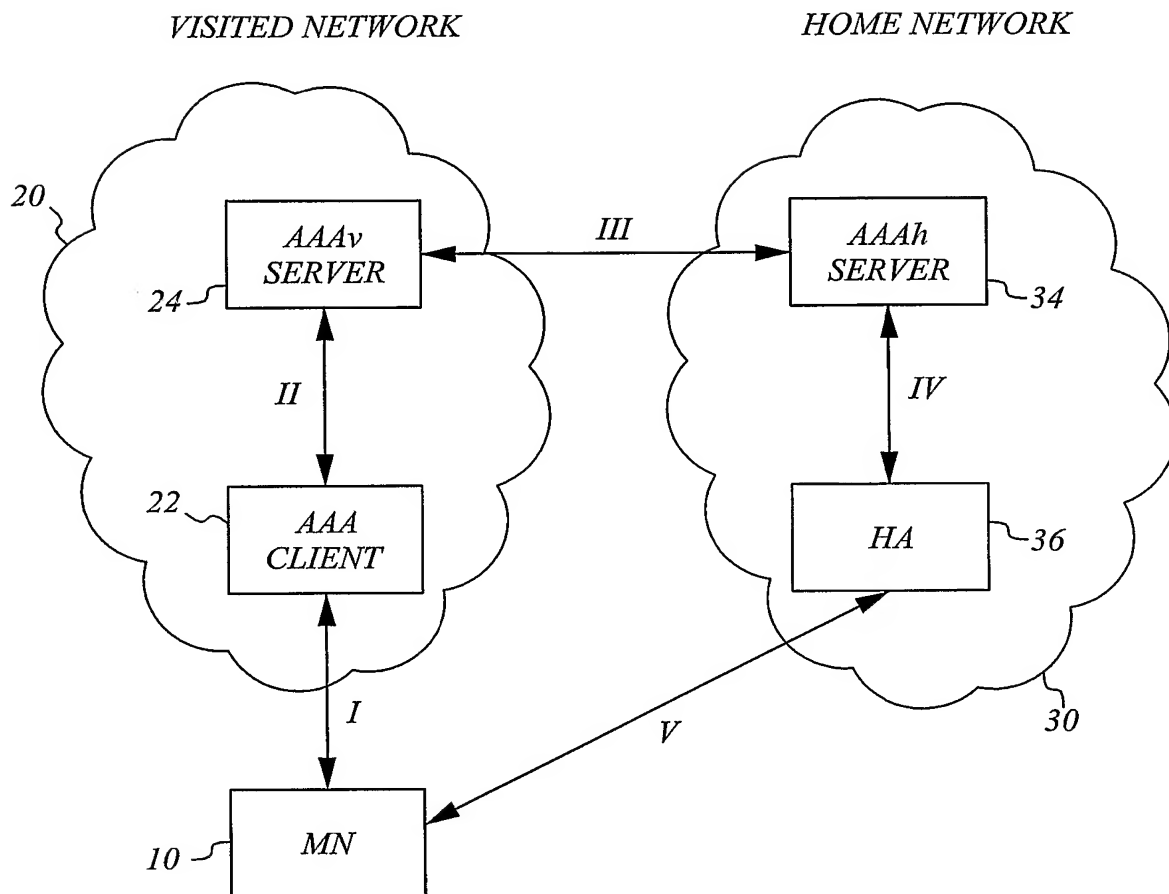 VISITED NETWORK
HOME NETWORK
20
AAAv
SERVER
24
III
AAAh
SERVER
34
II
IV
22
AAA
CLIENT
HA
36
I
V
30
10
MN